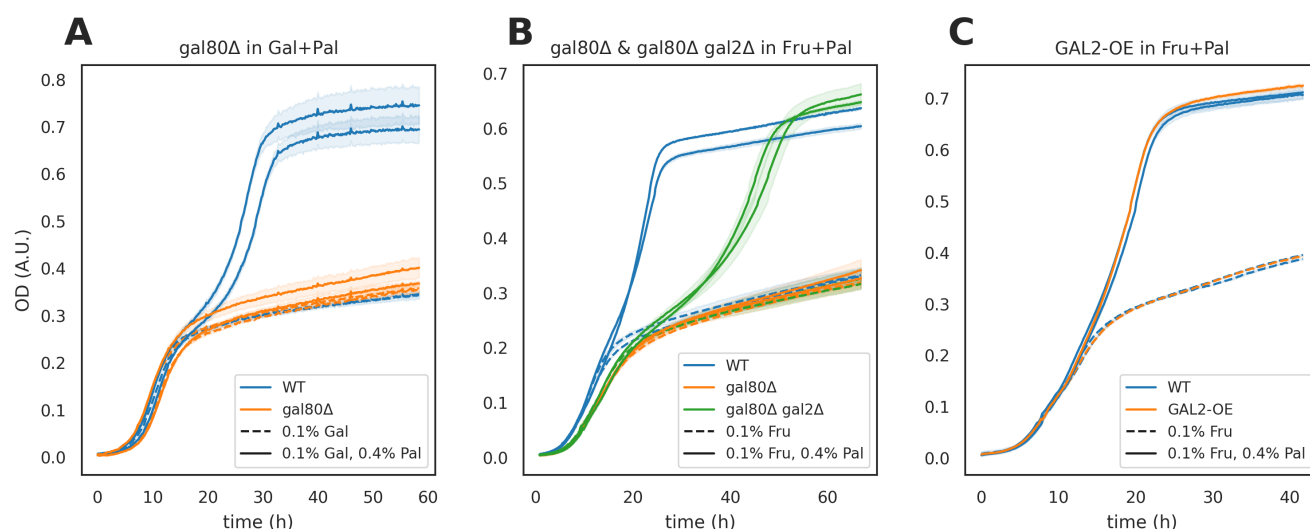 A
gal80Δ in Gal+Pal
OD (A.U.)
0.8
0.7
0.6
0.5
0.4
0.3
0.2
0.1
0.0
WT
gal80Δ
0.1% Gal
0.1% Gal, 0.4% Pal
0 10 20 30 40 50 60
time (h)
B
gal80Δ & gal80Δ gal2Δ in Fru+Pal
0.7
0.6
0.5
0.4
0.3
0.2
0.1
0.0
WT
gal80Δ
gal80Δ gal2Δ
0.1% Fru
0.1% Fru, 0.4% Pal
0 20 40 60
time (h)
C
GAL2-OE in Fru+Pal
0.7
0.6
0.5
0.4
0.3
0.2
0.1
0.0
WT
GAL2-OE
0.1% Fru
0.1% Fru, 0.4% Pal
0 10 20 30 40
time (h)